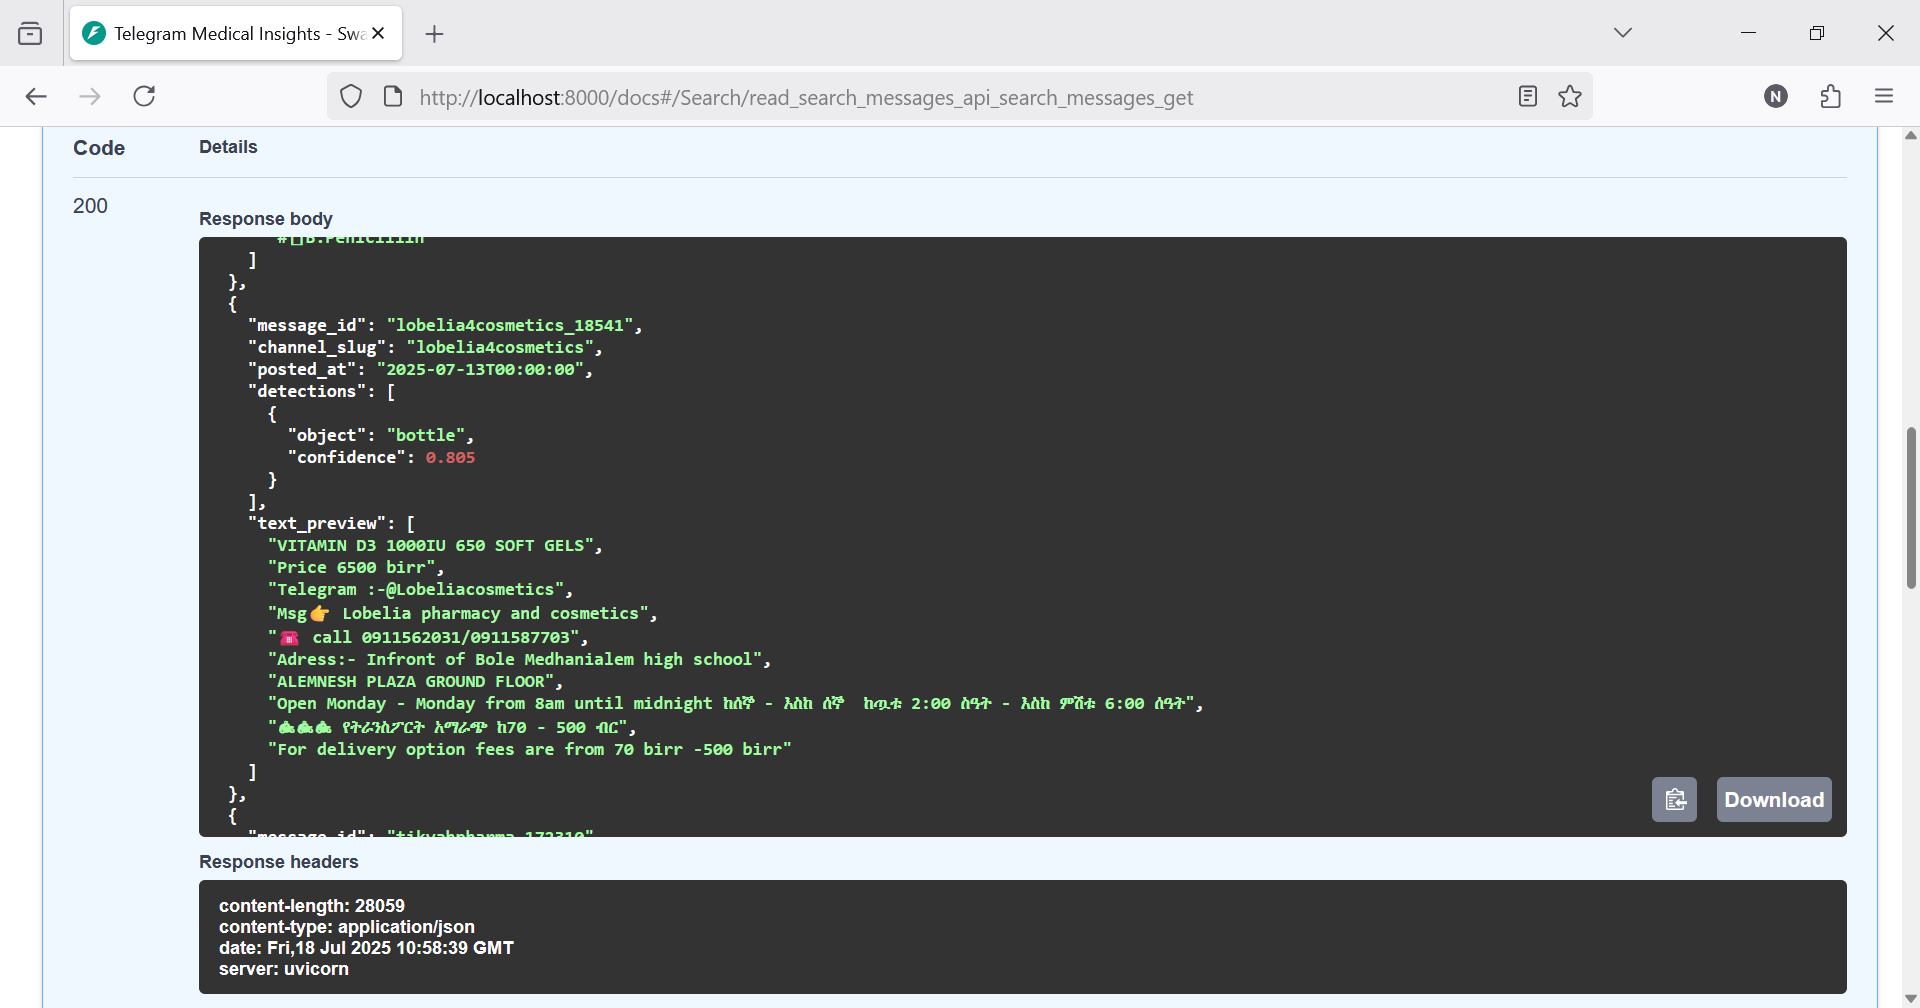 Telegram Medical Insights - Swa
http://localhost:8000/docs#/Search/read_search_messages_api_search_messages_get
N
Code Details
200
Response body
#B.Penicillin
]
},
{
"message_id": "lobelia4cosmetics_18541",
"channel_slug": "lobelia4cosmetics",
"posted_at": "2025-07-13T00:00:00",
"detections": [
{
"object": "bottle",
"confidence": 0.805
}
],
"text_preview": [
"VITAMIN D3 1000IU 650 SOFT GELS",
"Price 6500 birr",
"Telegram :-@Lobeliacosmetics",
"Msg👉 Lobelia pharmacy and cosmetics",
"☎️ call 0911562031/0911587703",
"Adress:- Infront of Bole Medhanialem high school",
"ALEMNESH PLAZA GROUND FLOOR",
"Open Monday - Monday from 8am until midnight ከሰኞ - እስከ ሰኞ  ከጧቱ 2:00 ሰዓት - እስከ ምሽቱ 6:00 ሰዓት",
"🛵🛵🛵 የትራንስፖርት አማራጭ ከ70 - 500 ብር",
"For delivery option fees are from 70 birr -500 birr"
]
},
{
"message_id": "tikvahpharma_172310"
Download
Response headers
content-length: 28059
content-type: application/json
date: Fri,18 Jul 2025 10:58:39 GMT
server: uvicorn